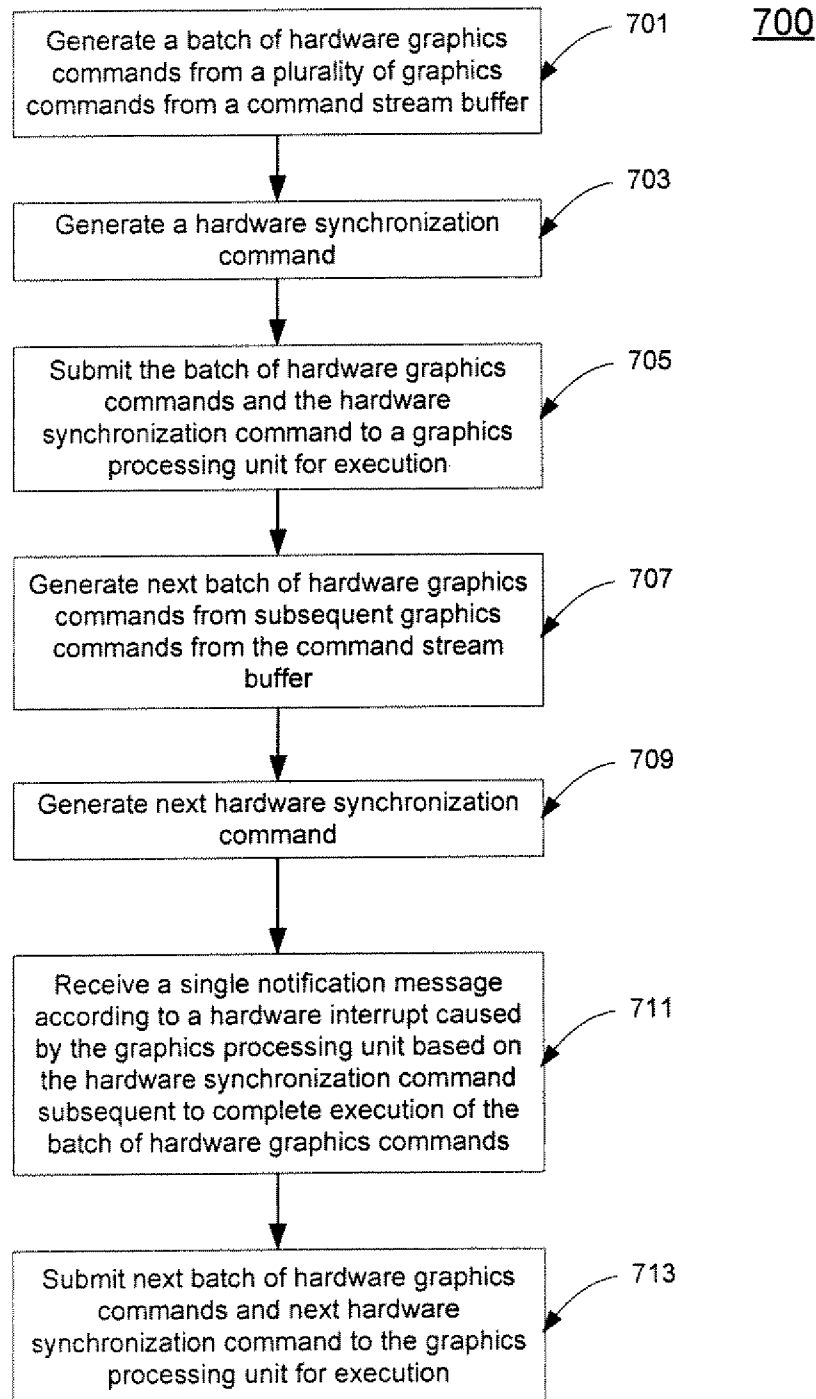 700
Generate a batch of hardware graphics
commands from a plurality of graphics
commands from a command stream buffer
701
Generate a hardware synchronization
command
703
Submit the batch of hardware graphics
commands and the hardware
synchronization command to a graphics
processing unit for execution
705
Generate next batch of hardware graphics
commands from subsequent graphics
commands from the command stream
buffer
707
Generate next hardware synchronization
command
709
Receive a single notification message
according to a hardware interrupt caused
by the graphics processing unit based on
the hardware synchronization command
subsequent to complete execution of the
batch of hardware graphics commands
711
Submit next batch of hardware graphics
commands and next hardware
synchronization command to the graphics
processing unit for execution
713